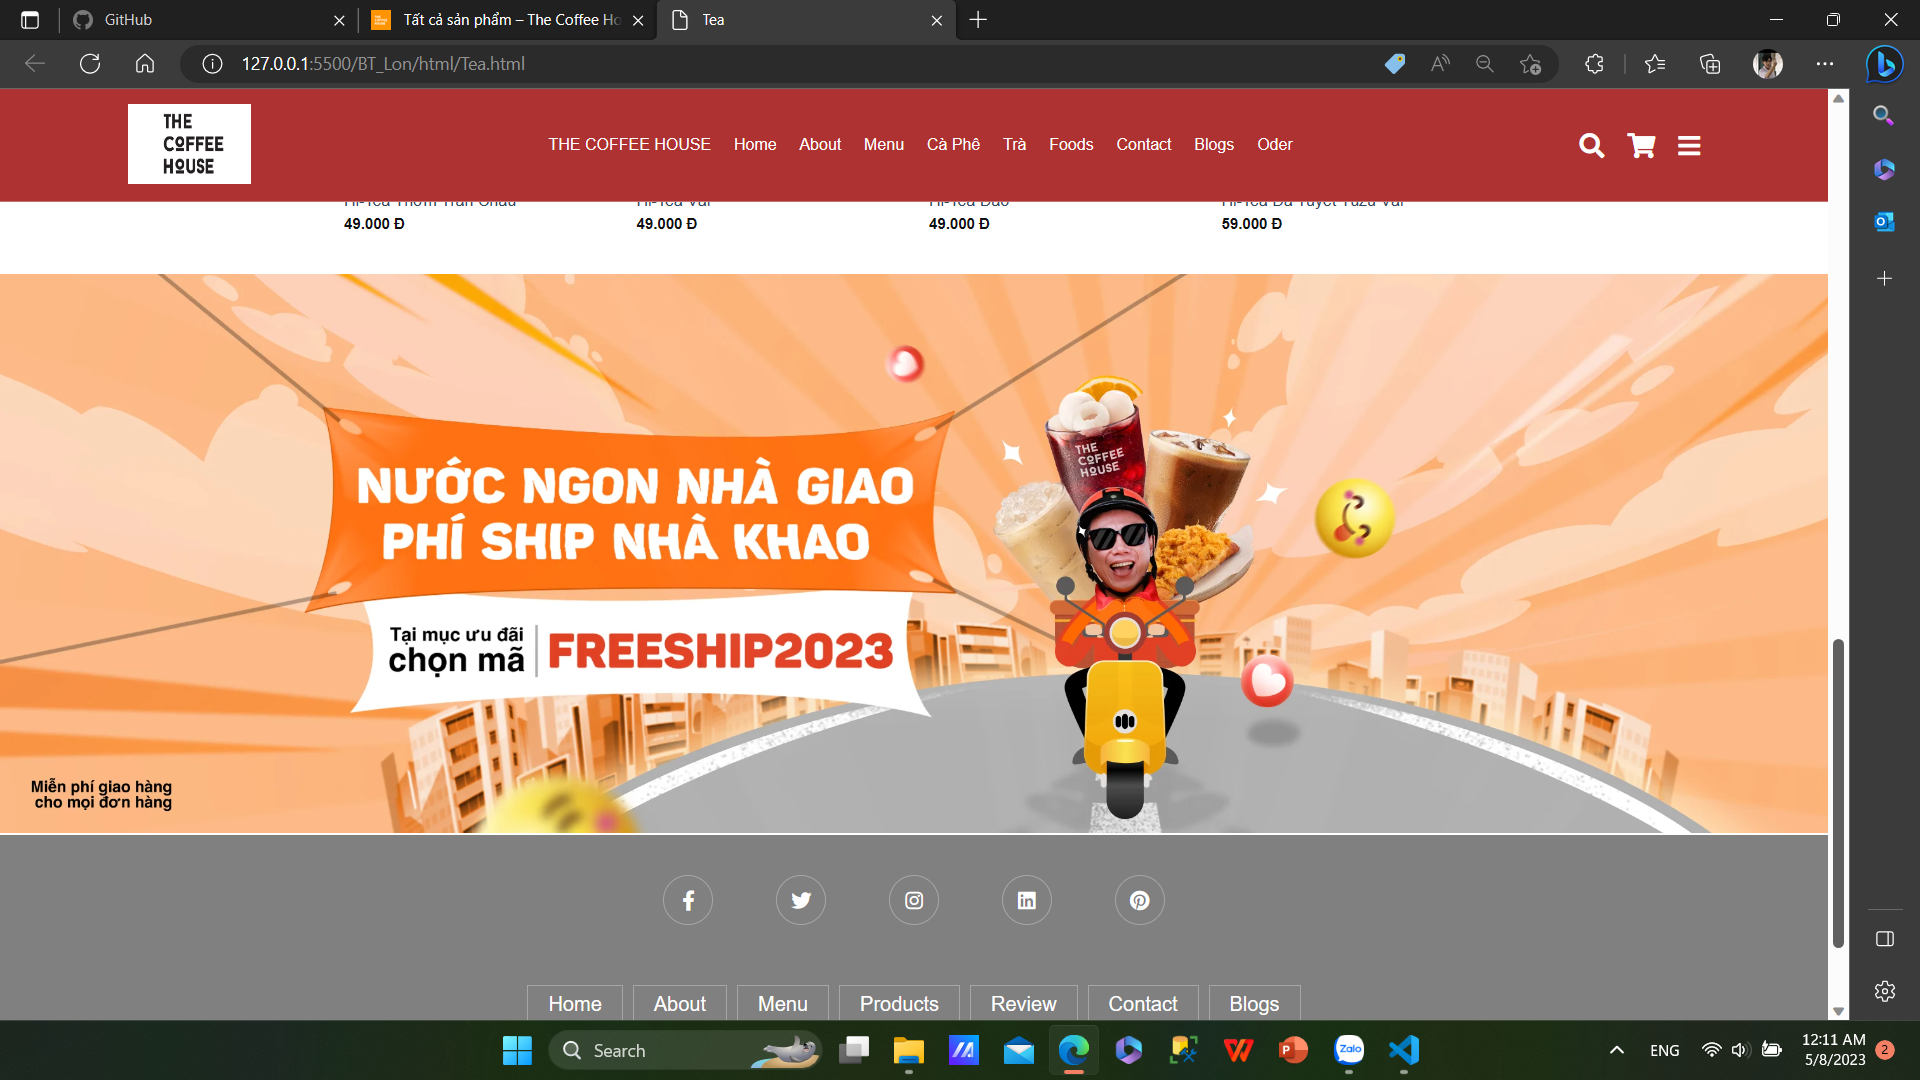 GitHub
Tất cả sản phẩm – The Coffee Ho
Tea
127.0.0.1:5500/BT_Lon/html/Tea.html
THE
COFFEE
HOUSE
THE COFFEE HOUSE Home About Menu Cà Phê Trà Foods Contact Blogs Oder
49.000 Đ 49.000 Đ 49.000 Đ 59.000 Đ
NƯỚC NGON NHÀ GIAO
PHÍ SHIP NHÀ KHAO
Tại mục ưu đãi
chọn mã FREESHIP2023
THE
COFFEE
HOUSE
Miễn phí giao hàng
cho mọi đơn hàng
Home About Menu Products Review Contact Blogs
Search
Zalo
ENG
12:11 AM
5/8/2023
2